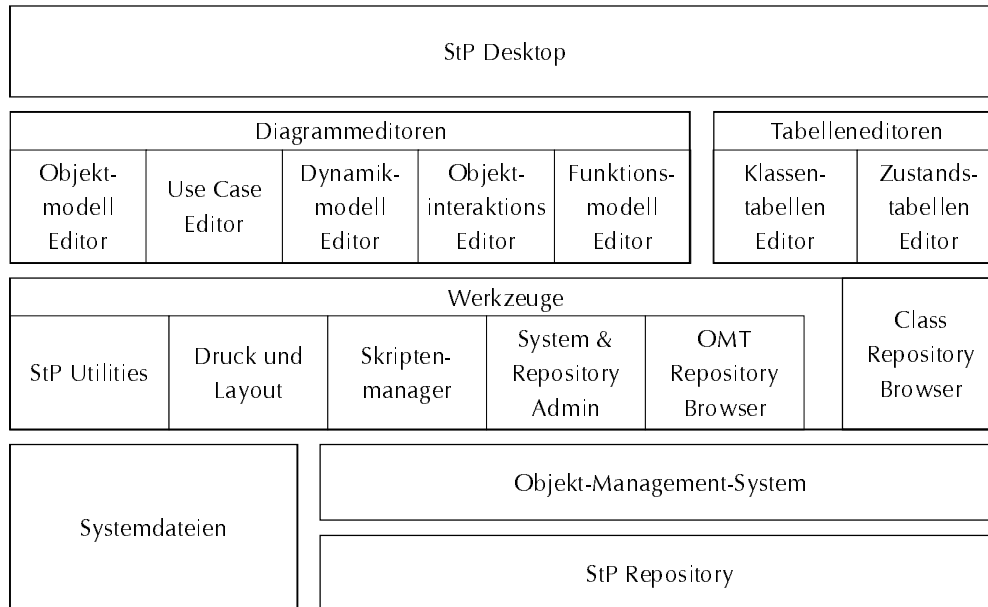 StP Desktop
Diagrammeditoren
Objekt-
modell
Editor
Use Case
Editor
Dynamik-
modell
Editor
Objekt-
interaktions
Editor
Funktions-
modell
Editor
Tabelleneditoren
Klassen-
tabellen
Editor
Zustands-
tabellen
Editor
Werkzeuge
StP Utilities
Druck und
Layout
Skripten-
manager
System &
Repository
Admin
OMT
Repository
Browser
Class
Repository
Browser
Systemdateien
Objekt-Management-System
StP Repository